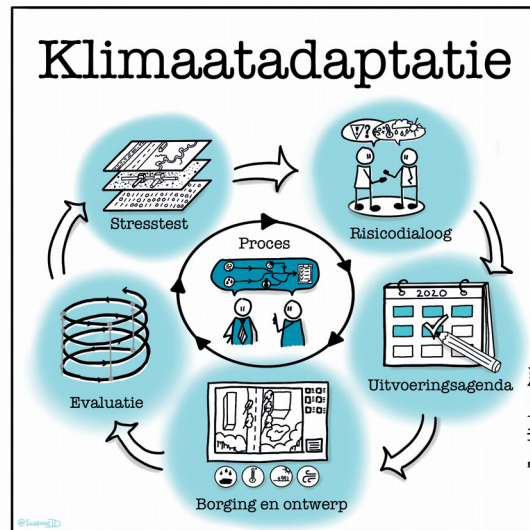 Klimaatadaptatie
Stresstest
Risicodialoog
Proces
2020
Uitvoeringsagenda
Evaluatie
Borging en ontwerp